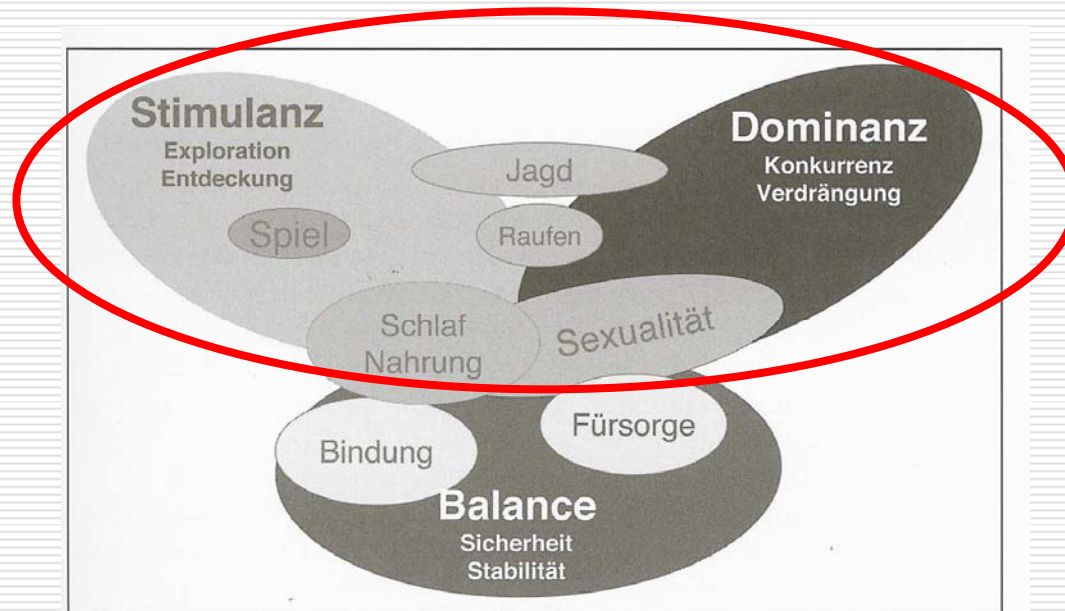 Stimulanz
Exploration
Entdeckung
Spiel
Jagd
Raufen
Dominanz
Konkurrenz
Verdrängung
Schlaf
Nahrung
Sexualität
Bindung
Fürsorge
Balance
Sicherheit
Stabilität